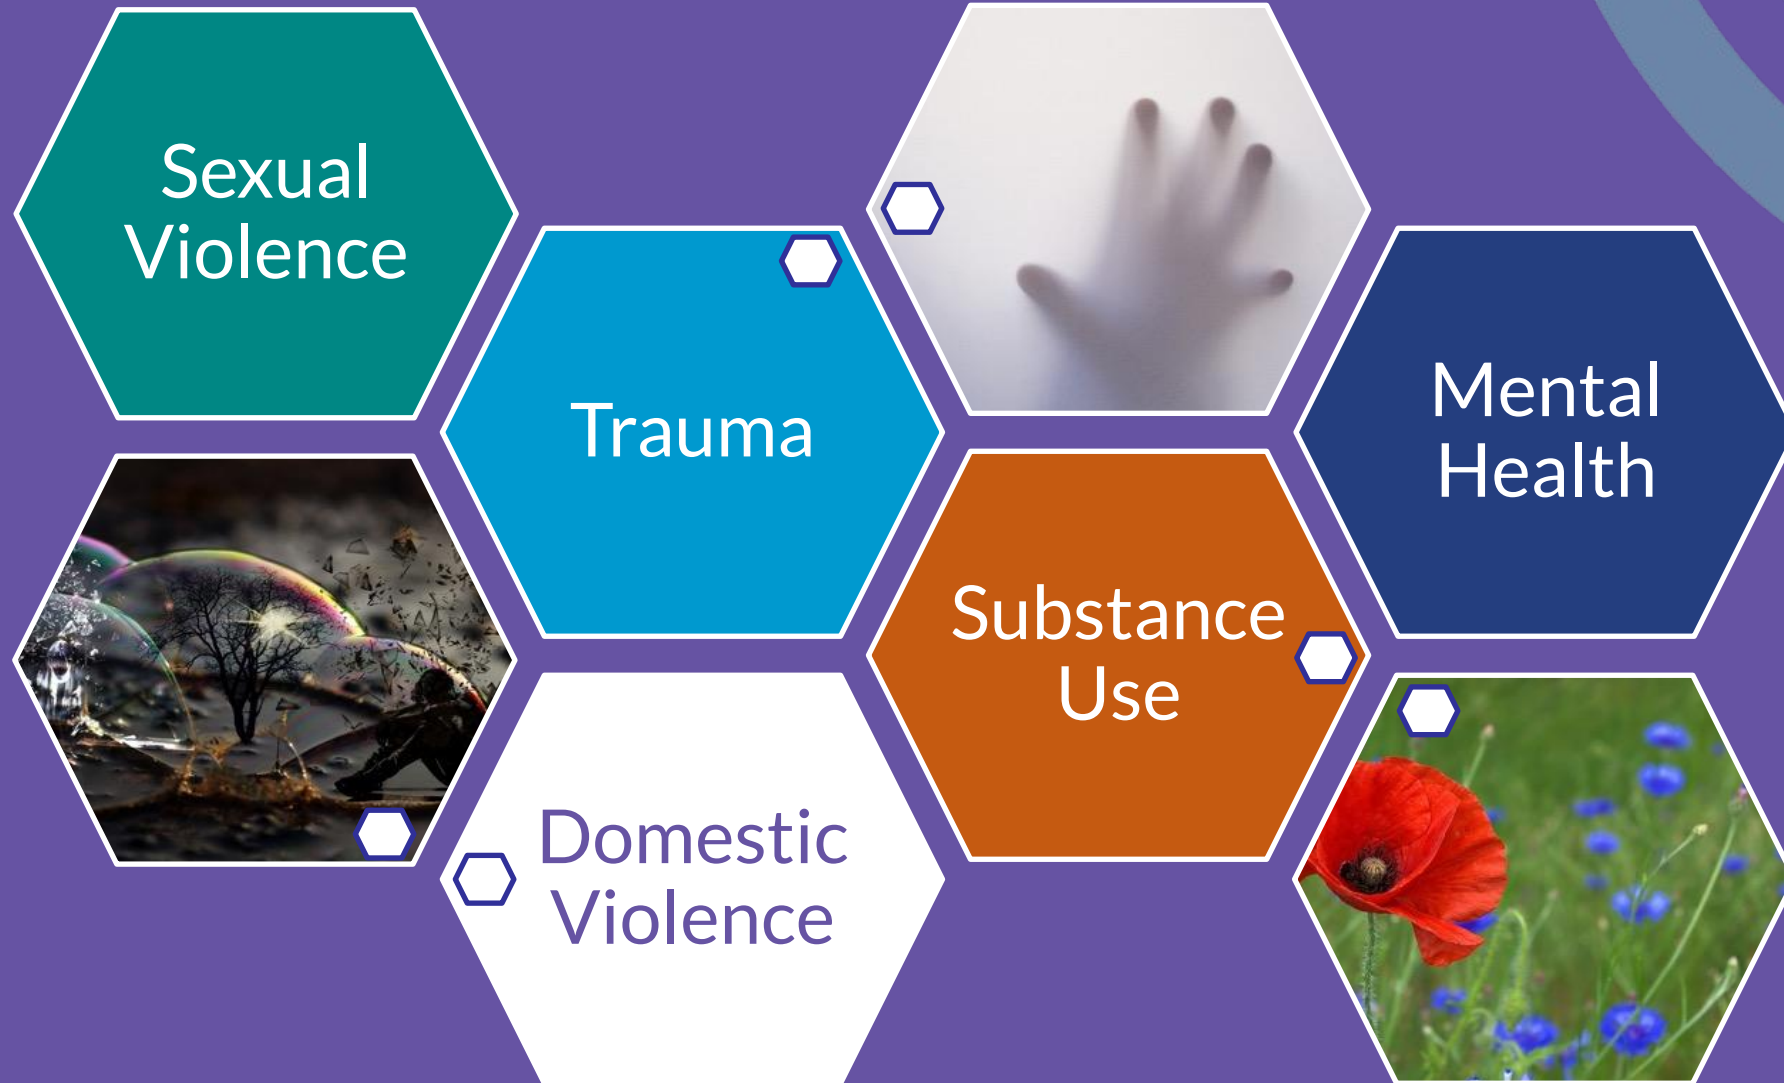 Sexual
Violence
Trauma
Mental
Health
Substance
Use
Domestic
Violence